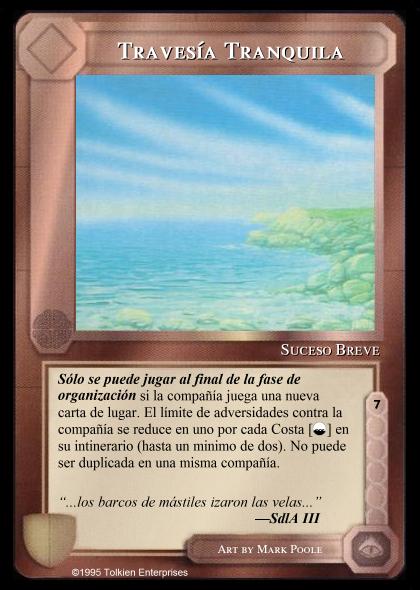 Travesía Tranquila
Suceso Breve
Sólo se puede jugar al final de la fase de
organización si la compañía juega una nueva
carta de lugar. El límite de adversidades contra la
compañía se reduce en uno por cada Costa [ ] en
su intinerario (hasta un minimo de dos). No puede
ser duplicada en una misma compañía.
7
“...los barcos de mástiles izaron las velas...”
—SdlA III
Art by Mark Poole
©1995 Tolkien Enterprises